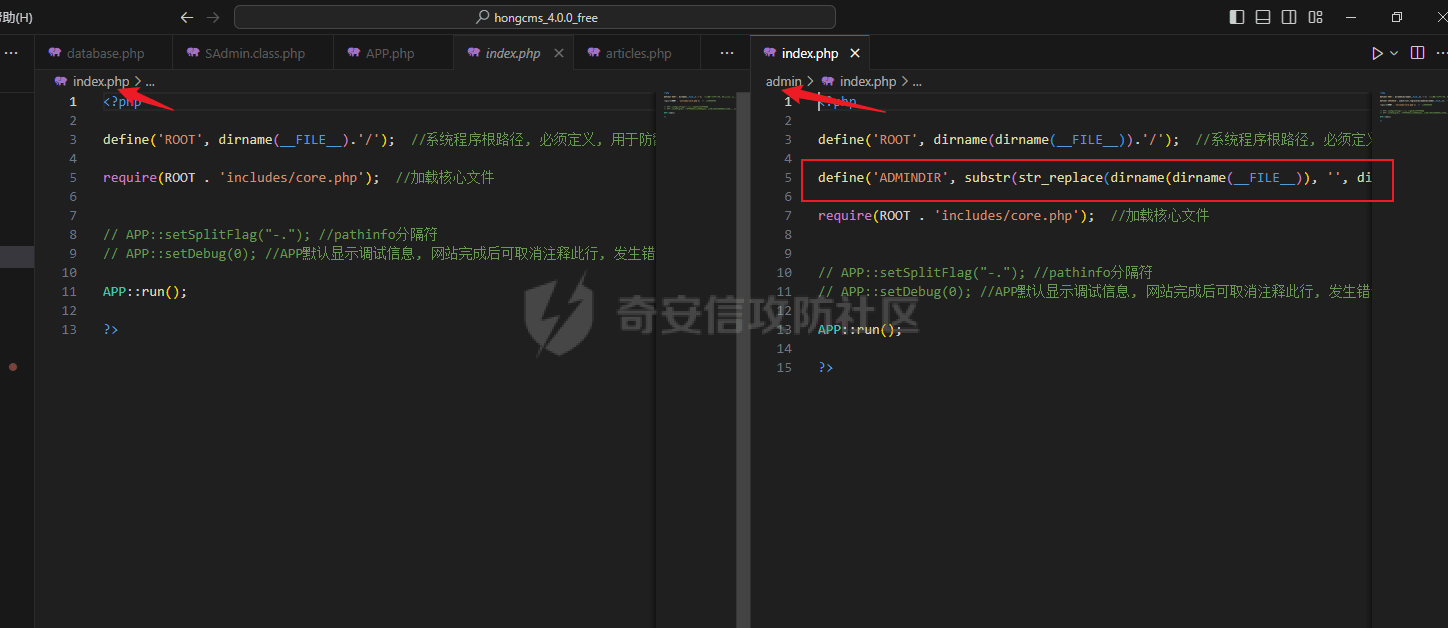 帮助(H)
hongcms_4.0.0_free
database.php
SAdmin.class.php
APP.php
index.php
articles.php
index.php
index.php > ...
admin > index.php > ...
1 <?php
2
3 define('ROOT', dirname(__FILE__).'/'); //系统程序根路径, 必须定义, 用于防
4
5 require(ROOT . 'includes/core.php'); //加载核心文件
6
7
8 // APP::setSplitFlag("-."); //pathinfo分隔符
9 // APP::setDebug(0); //APP默认显示调试信息, 网站完成后可取消注释此行, 发生错
10
11 APP::run();
12
13 ?>
1 <?php
2
3 define('ROOT', dirname(dirname(__FILE__)).'/'); //系统程序根路径, 必须定
4
5 define('ADMINDIR', substr(str_replace(dirname(dirname(__FILE__)), '', di
6
7 require(ROOT . 'includes/core.php'); //加载核心文件
8
9
10 // APP::setSplitFlag("-."); //pathinfo分隔符
11 // APP::setDebug(0); //APP默认显示调试信息, 网站完成后可取消注释此行, 发生错
12
13 APP::run();
14
15 ?>
奇安信攻防社区